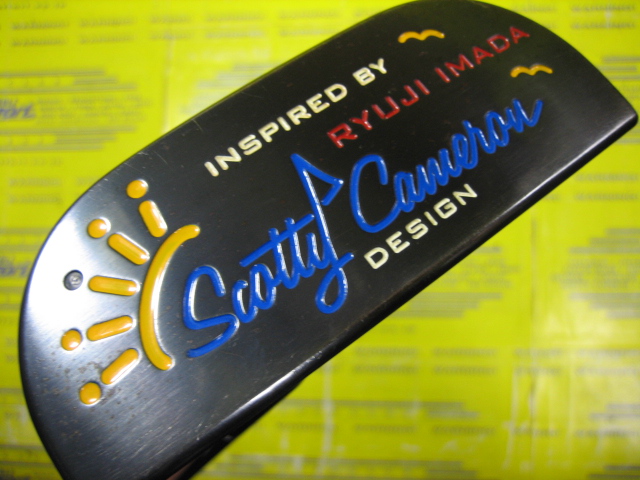 INSPIRED BY
RYUJI IMADA
Scotty Cameron
DESIGN